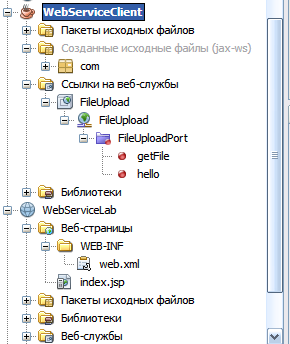 WebServiceClient
Пакеты исходных файлов
Созданные исходные файлы (jax-ws)
com
Ссылки на веб-службы
FileUpload
FileUpload
FileUploadPort
getFile
hello
Библиотеки
WebServiceLab
Веб-страницы
WEB-INF
web.xml
index.jsp
Пакеты исходных файлов
Библиотеки
Веб-службы